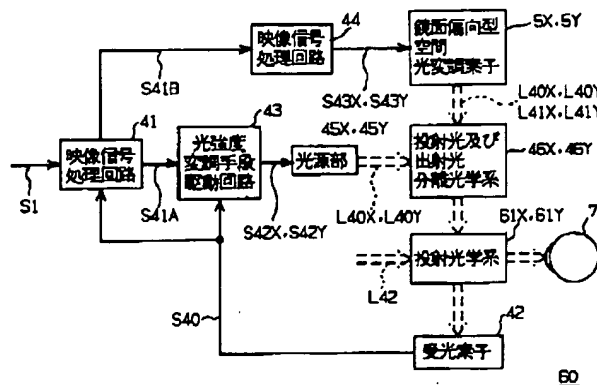 44
映像信号
処理回路
S41B
S43X,S43Y
鏡面偏向型
空間
光変調素子
5X,5Y
L40X,L40Y
L41X,L41Y
41
映像信号
処理回路
S1
S41A
43
光強度
変調手段
駆動回路
S42X,S42Y
45X,45Y
光源部
L40X,L40Y
投射光及び
出射光
分離光学系
46X,46Y
61X,61Y
投射光学系
7
L42
S40
42
受光素子
60